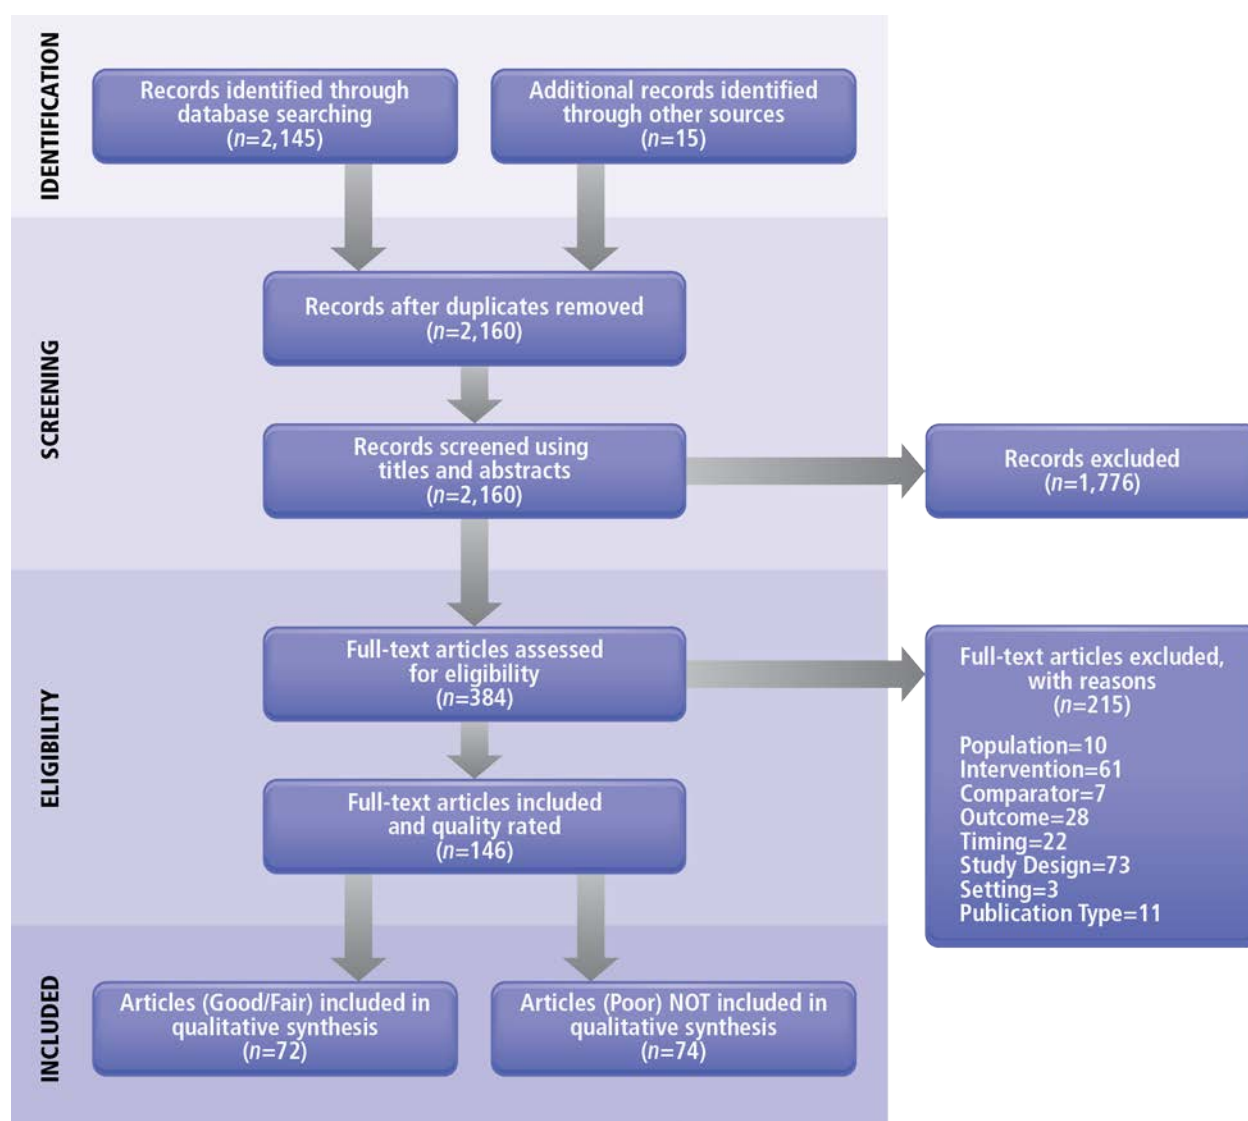 IDENTIFICATION
Records identified through
database searching
(n=2,145)
Additional records identified
through other sources
(n=15)
SCREENING
Records after duplicates removed
(n=2,160)
Records screened using
titles and abstracts
(n=2,160)
Records excluded
(n=1,776)
ELIGIBILITY
Full-text articles assessed
for eligibility
(n=384)
Full-text articles excluded,
with reasons
(n=215)
Population=10
Intervention=61
Comparator=7
Outcome=28
Timing=22
Study Design=73
Setting=3
Publication Type=11
Full-text articles included
and quality rated
(n=146)
INCLUDED
Articles (Good/Fair) included in
qualitative synthesis
(n=72)
Articles (Poor) NOT included in
qualitative synthesis
(n=74)